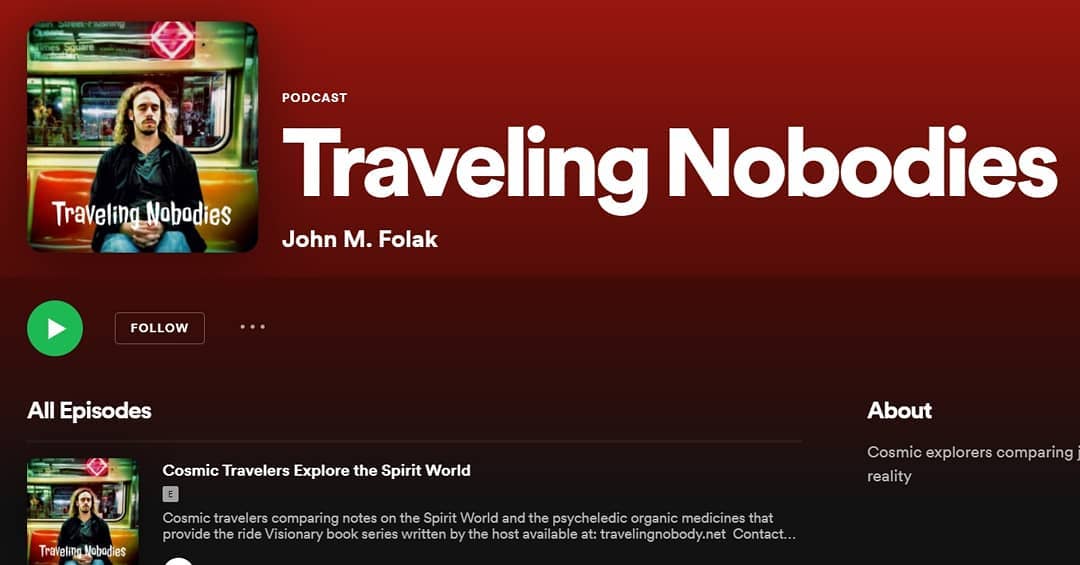 Main Street-Flushing
Queens
Times Square
Manhattan
Traveling Nobodies
PODCAST
Traveling Nobodies
John M. Folak
FOLLOW
All Episodes
About
Cosmic Travelers Explore the Spirit World
E
Cosmic travelers comparing notes on the Spirit World and the psycheledic organic medicines that
provide the ride Visionary book series written by the host available at: travelingnobody.net Contact…
Cosmic explorers comparing
reality
Traveling Nobodies